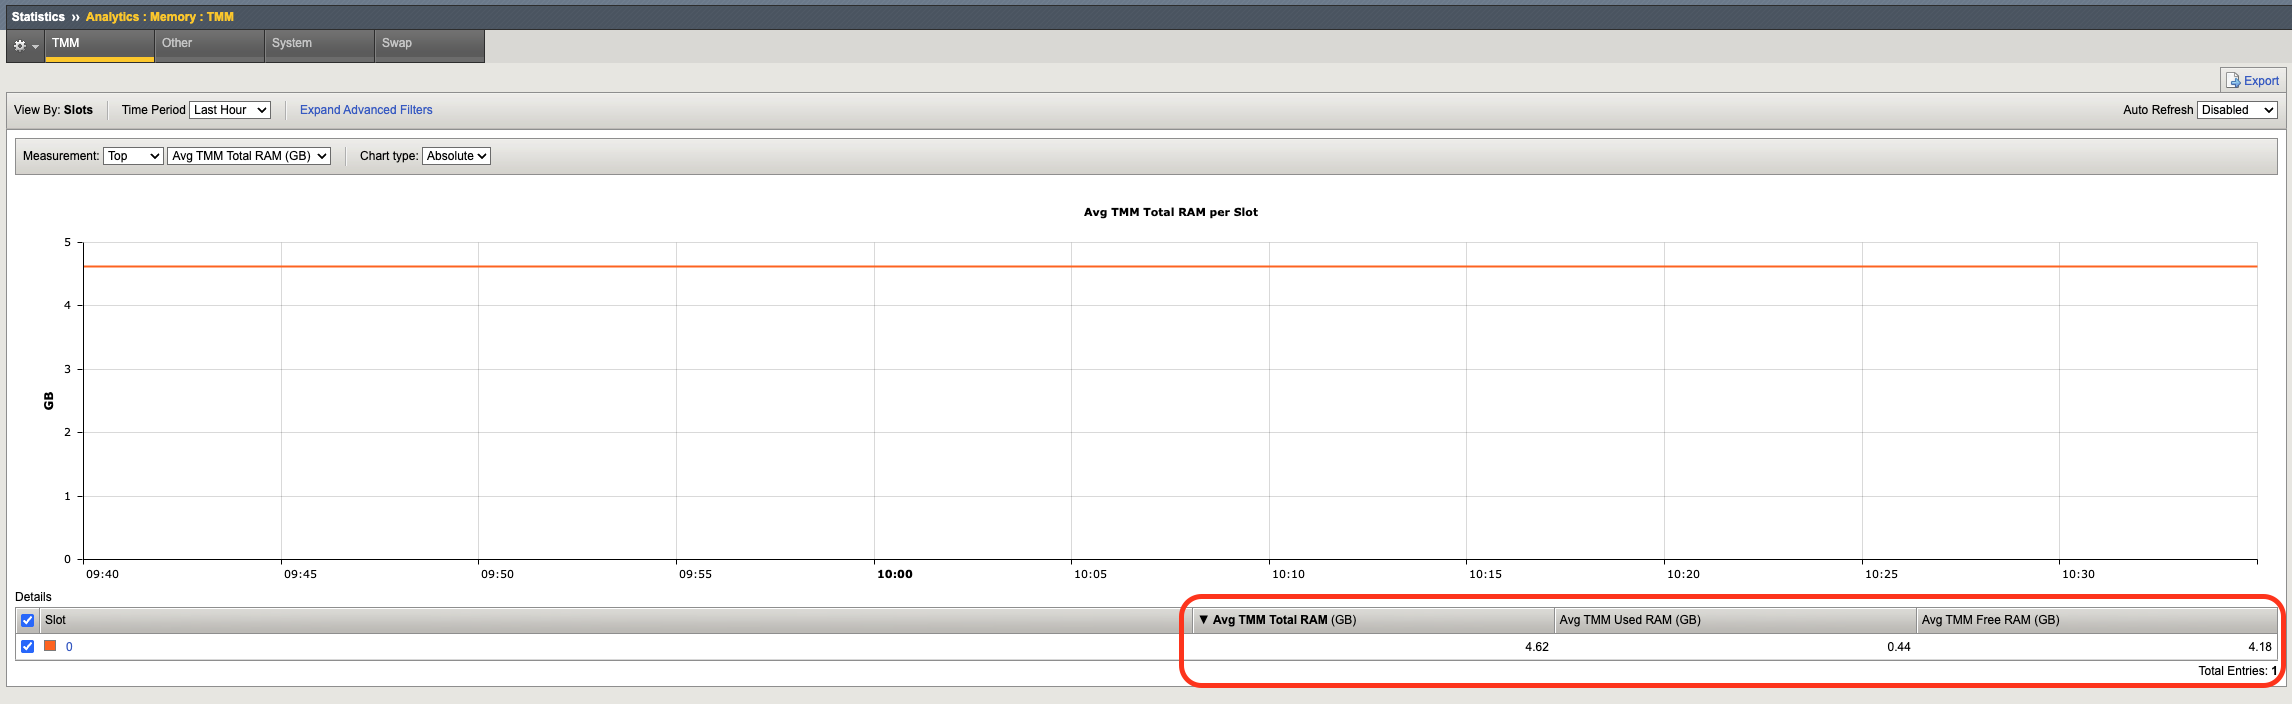 Statistics ›› Analytics : Memory : TMM
TMM Other System Swap
Export
View By: Slots Time Period Last Hour Expand Advanced Filters Auto Refresh Disabled
Measurement: Top Avg TMM Total RAM (GB) Chart type: Absolute
Avg TMM Total RAM per Slot
5
4
3
GB
2
1
0
09:40 09:45 09:50 09:55 10:00 10:05 10:10 10:15 10:20 10:25 10:30
Details
Slot ▼ Avg TMM Total RAM (GB) Avg TMM Used RAM (GB) Avg TMM Free RAM (GB)
0 4.62 0.44 4.18
Total Entries: 1